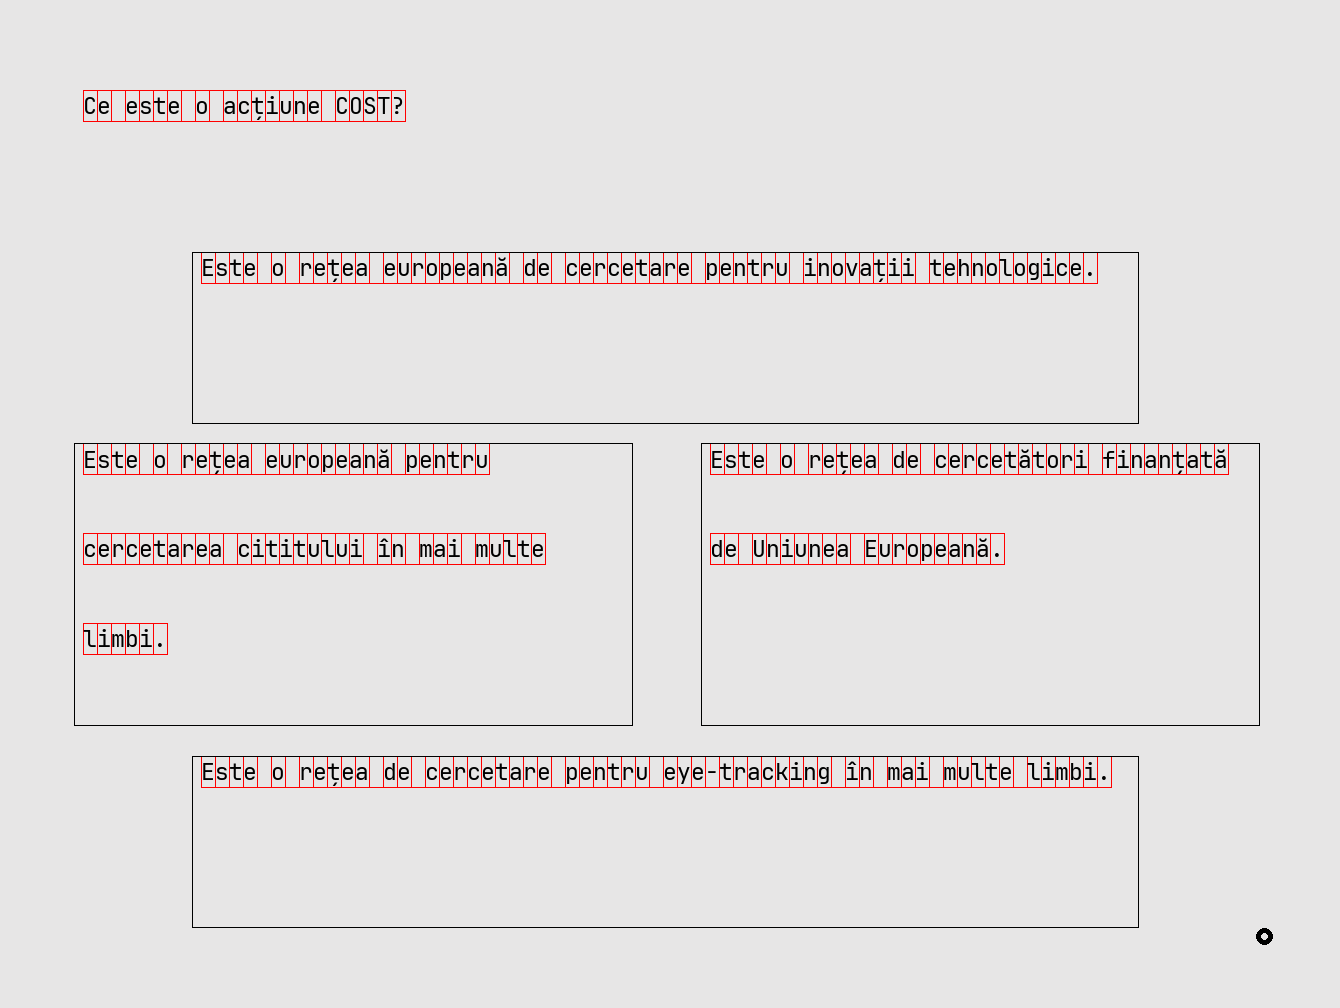 Ce este o acțiune COST?
Este o rețea europeană de cercetare pentru inovații tehnologice.
Este o rețea europeană pentru
cercetarea cititului în mai multe
limbi.
Este o rețea de cercetători finanțată
de Uniunea Europeană.
Este o rețea de cercetare pentru eye-tracking în mai multe limbi.